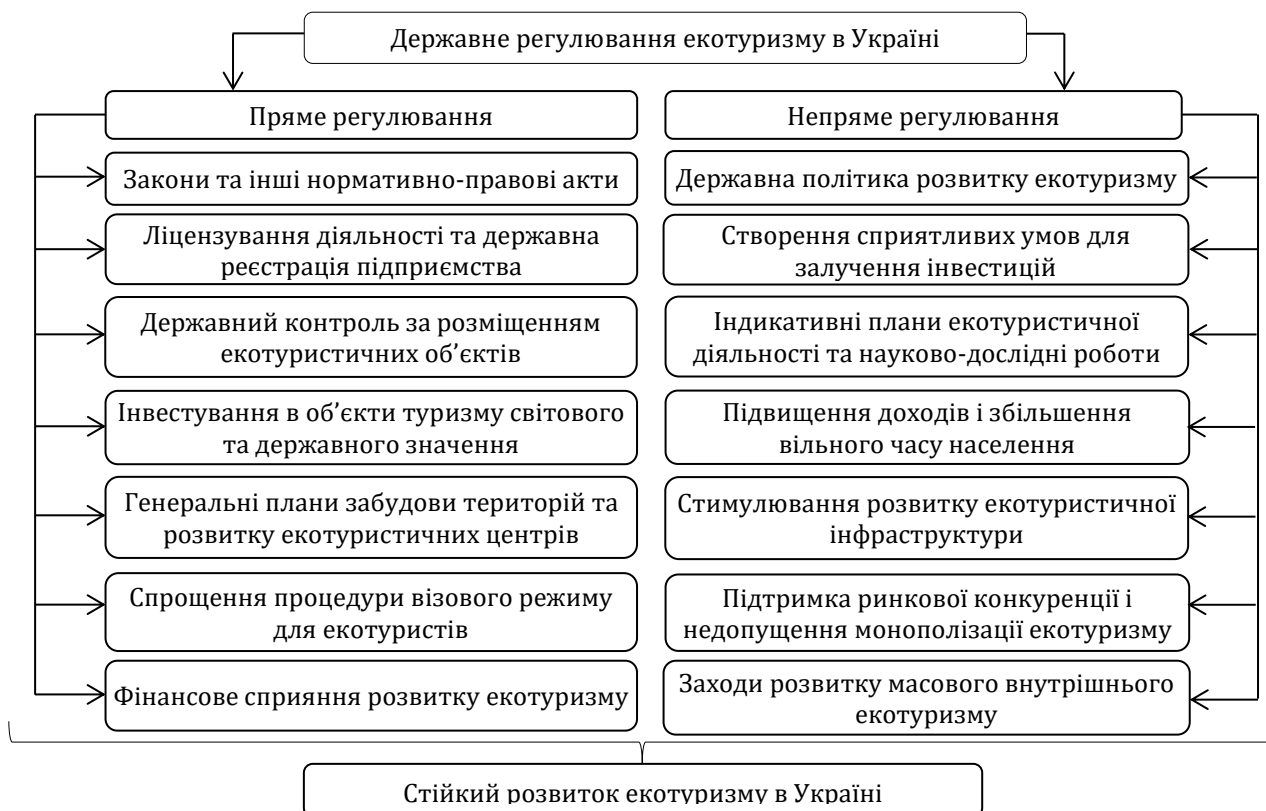 Державне регулювання екотуризму в Україні
Пряме регулювання
Закони та інші нормативно-правові акти
Ліцензування діяльності та державна
реєстрація підприємства
Державний контроль за розміщенням
екотуристичних об’єктів
Інвестування в об’єкти туризму світового
та державного значення
Генеральні плани забудови територій та
розвитку екотуристичних центрів
Спрощення процедури візового режиму
для екотуристів
Фінансове сприяння розвитку екотуризму
Непряме регулювання
Державна політика розвитку екотуризму
Створення сприятливих умов для
залучення інвестицій
Індикативні плани екотуристичної
діяльності та науково-дослідні роботи
Підвищення доходів і збільшення
вільного часу населення
Стимулювання розвитку екотуристичної
інфраструктури
Підтримка ринкової конкуренції і
недопущення монополізації екотуризму
Заходи розвитку масового внутрішнього
екотуризму
Стійкий розвиток екотуризму в Україні